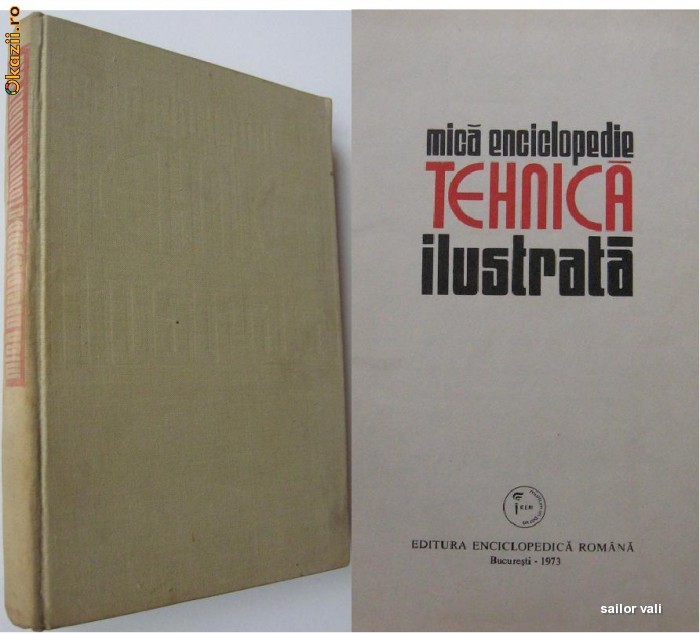 Okazii.ro
mică enciclopedie
TEHNICĂ
ilustrată
EDITURA ENCICLOPEDICĂ ROMÂNĂ
București - 1973
sailor vali